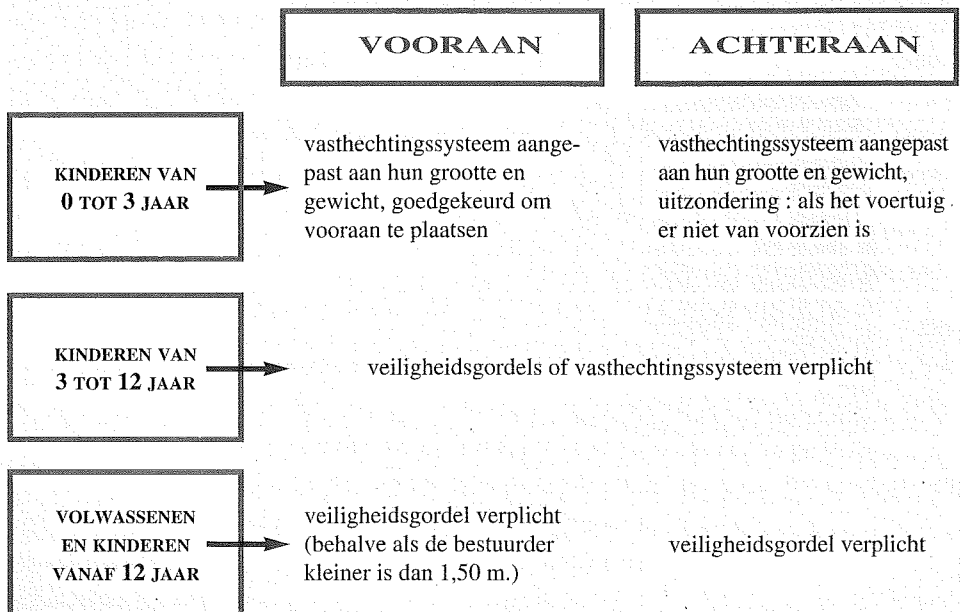 VOORAAN
ACHTERAAN
KINDEREN VAN
0 TOT 3 JAAR
vasthechtingssysteem aange-
past aan hun grootte en
gewicht, goedgekeurd om
vooraan te plaatsen
vasthechtingssysteem aangepast
aan hun grootte en gewicht,
uitzondering : als het voertuig
er niet van voorzien is
KINDEREN VAN
3 TOT 12 JAAR
veiligheidsgordels of vasthechtingssysteem verplicht
VOLWASSENEN
EN KINDEREN
VANAF 12 JAAR
veiligheidsgordel verplicht
(behalve als de bestuurder
kleiner is dan 1,50 m.)
veiligheidsgordel verplicht